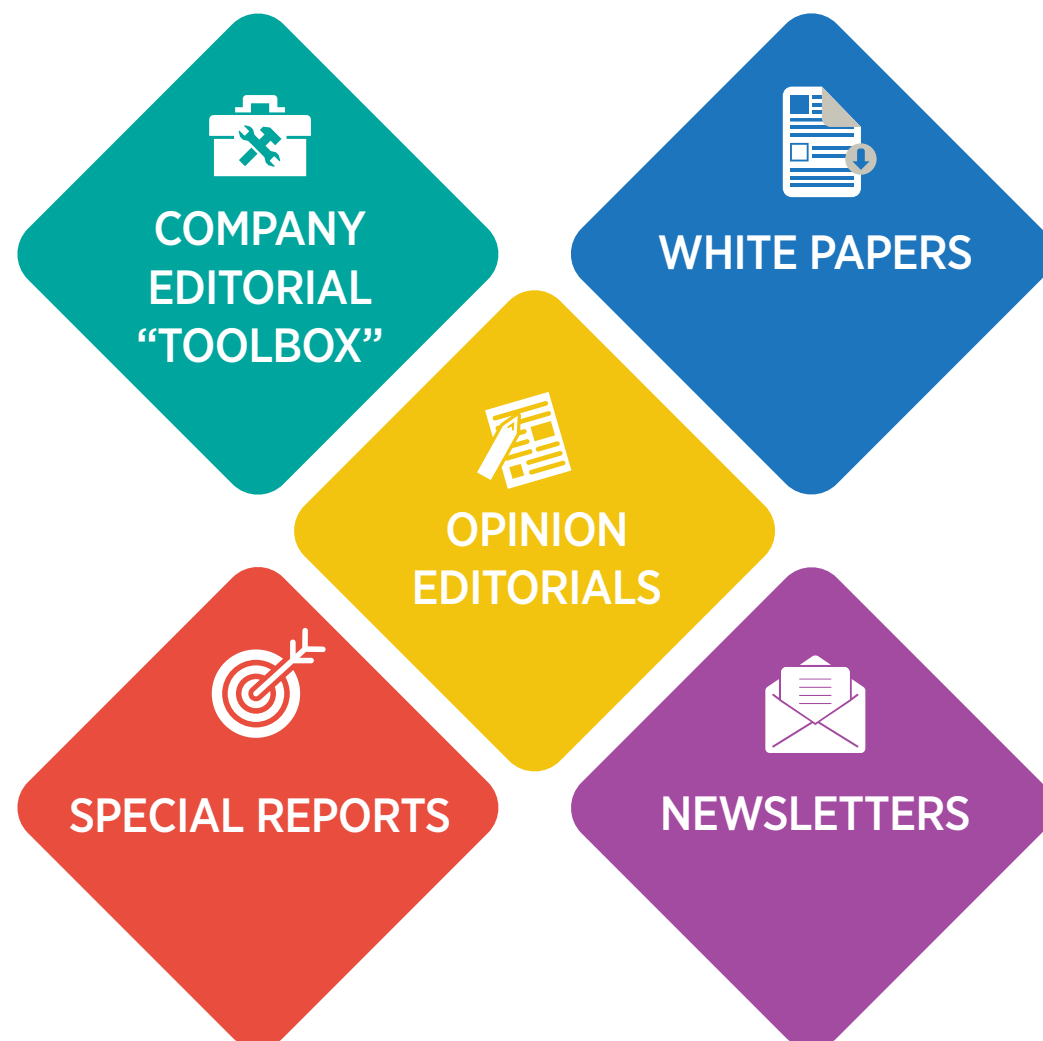 COMPANY
EDITORIAL
“TOOLBOX”
WHITE PAPERS
OPINION
EDITORIALS
SPECIAL REPORTS
NEWSLETTERS